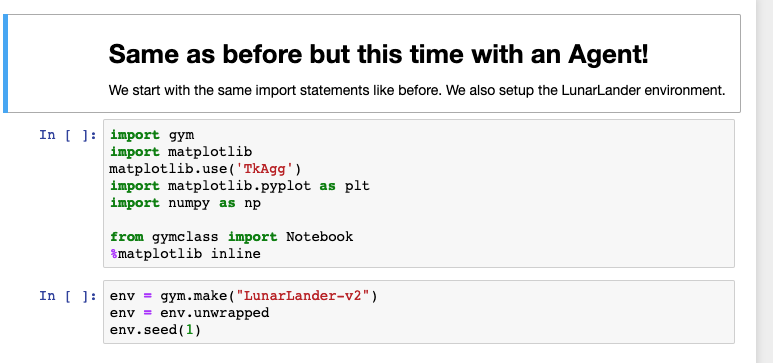 Same as before but this time with an Agent!
We start with the same import statements like before. We also setup the LunarLander environment.
In [ ]: import gym
import matplotlib
matplotlib.use('TkAgg')
import matplotlib.pyplot as plt
import numpy as np
from gymclass import Notebook
%matplotlib inline
In [ ]: env = gym.make("LunarLander-v2")
env = env.unwrapped
env.seed(1)